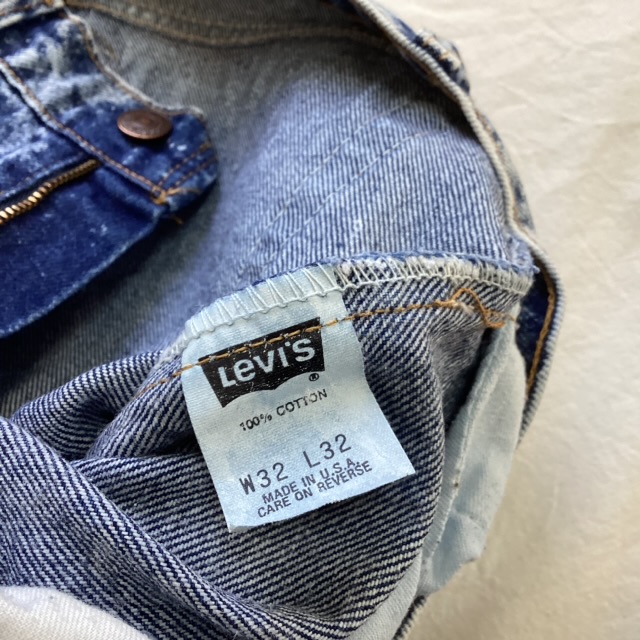 Levi's
®
100% COTTON
W32 L32
MADE IN U.S.A
CARE ON REVERSE